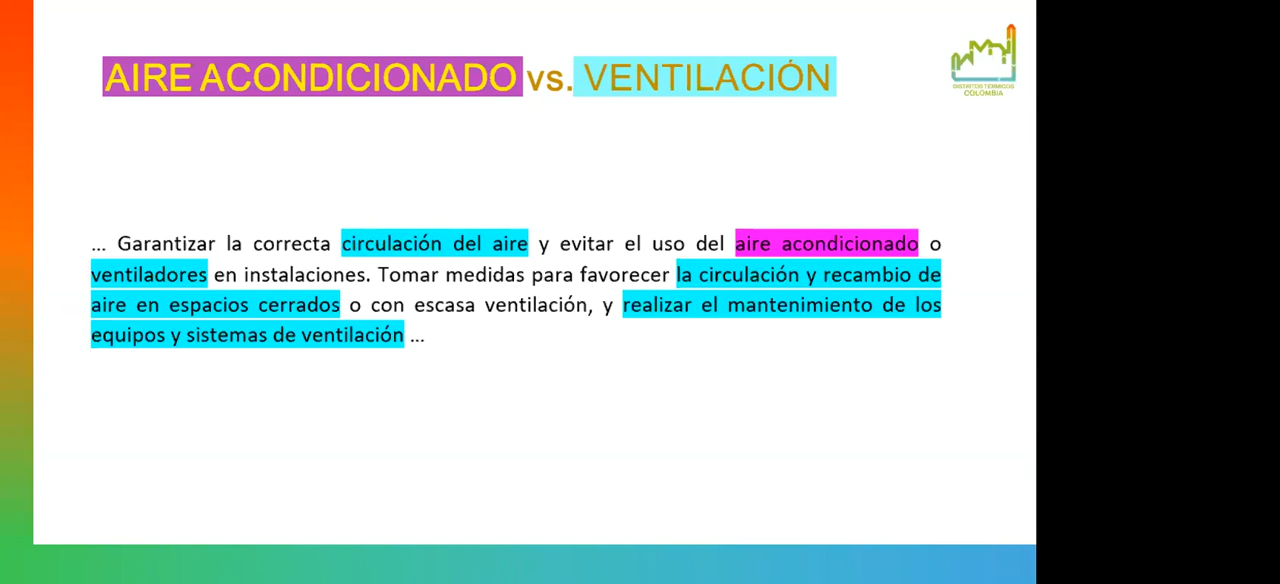 AIRE ACONDICIONADO vs. VENTILACIÓN
DISTRITOS TÉRMICOS
COLOMBIA
... Garantizar la correcta circulación del aire y evitar el uso del aire acondicionado o
ventiladores en instalaciones. Tomar medidas para favorecer la circulación y recambio de
aire en espacios cerrados o con escasa ventilación, y realizar el mantenimiento de los
equipos y sistemas de ventilación ...